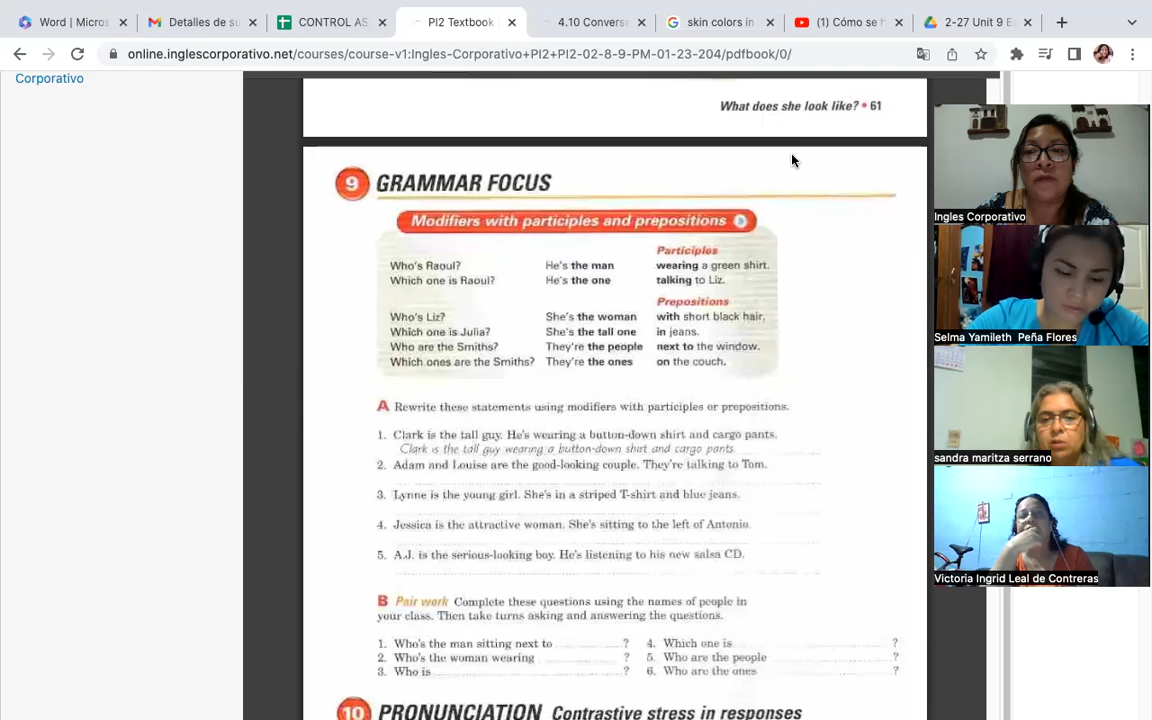 Word | Micros
Detalles de su
CONTROL AS
PI2 Textbook
4.10 Convers
skin colors in
(1) Cómo se h
2-27 Unit 9 E
online.inglescorporativo.net/courses/course-v1:Ingles-Corporativo+PI2+PI2-02-8-9-PM-01-23-204/pdfbook/0/
Corporativo
What does she look like? • 61
9 GRAMMAR FOCUS
Modifiers with participles and prepositions
Participles
Who's Raoul? He's the man wearing a green shirt.
Which one is Raoul? He's the one talking to Liz.
Prepositions
Who's Liz? She's the woman with short black hair.
Which one is Julia? She's the tall one in jeans.
Who are the Smiths? They're the people next to the window.
Which ones are the Smiths? They're the ones on the couch.
A Rewrite these statements using modifiers with participles or prepositions.
1. Clark is the tall guy. He's wearing a button-down shirt and cargo pants.
Clark is the tall guy wearing a button-down shirt and cargo pants.
2. Adam and Louise are the good-looking couple. They're talking to Tom.
3. Lynne is the young girl. She's in a striped T-shirt and blue jeans.
4. Jessica is the attractive woman. She's sitting to the left of Antonio.
5. A.J. is the serious-looking boy. He's listening to his new salsa CD.
B Pair work Complete these questions using the names of people in
your class. Then take turns asking and answering the questions.
1. Who's the man sitting next to ?
2. Who's the woman wearing ?
3. Who is ?
4. Which one is ?
5. Who are the people ?
6. Who are the ones ?
10 PRONUNCIATION Contrastive stress in responses
Ingles Corporativo
Selma Yamileth Peña Flores
sandra maritza serrano
Victoria Ingrid Leal de Contreras